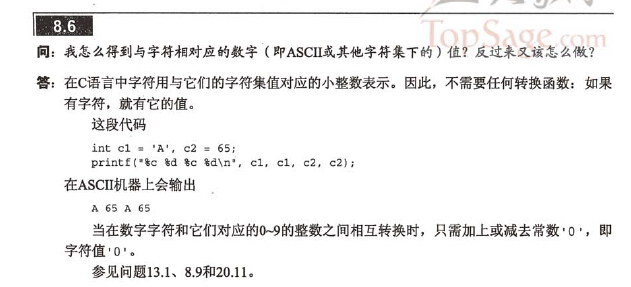 8.6
TopSage.com
问：我怎么得到与字符相对应的数字（即ASCII或其他字符集下的）值？反过来又该怎么做？
答：在C语言中字符用与它们的字符集值对应的小整数表示。因此，不需要任何转换函数：如果
有字符，就有它的值。
这段代码
int c1 = 'A', c2 = 65;
printf("%c %d %c %d\n", c1, c1, c2, c2);
在ASCII机器上会输出
A 65 A 65
当在数字字符和它们对应的0~9的整数之间相互转换时，只需加上或减去常数'0'，即
字符值'0'。
参见问题13.1、8.9和20.11。